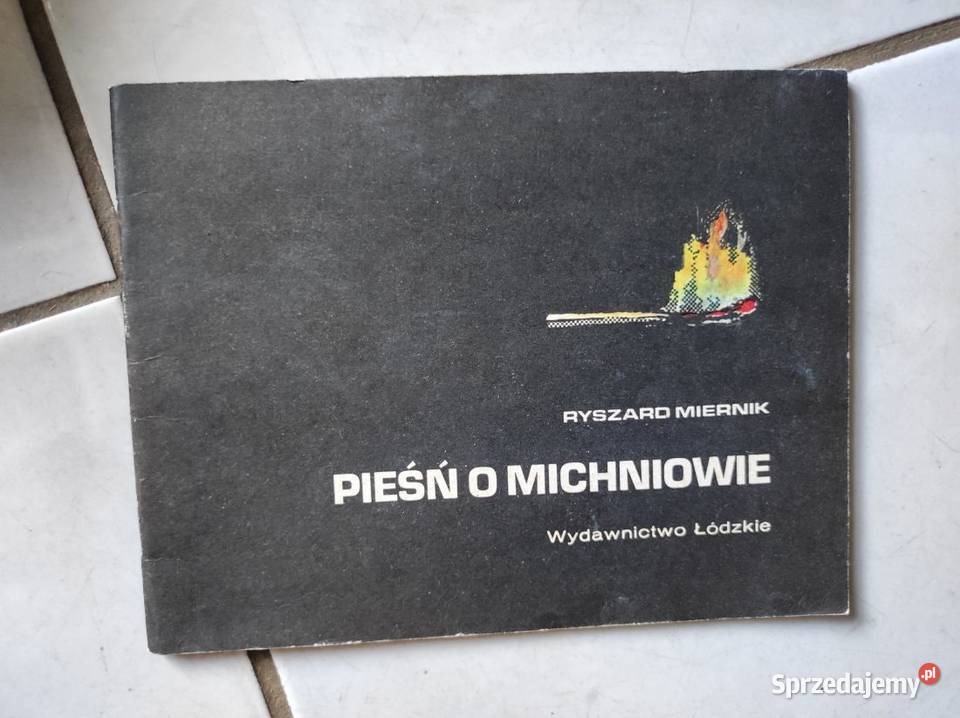 RYSZARD MIERNIK
PIEŚŃ O MICHNIOWIE
Wydawnictwo Łódzkie
Sprzedajemy.pl